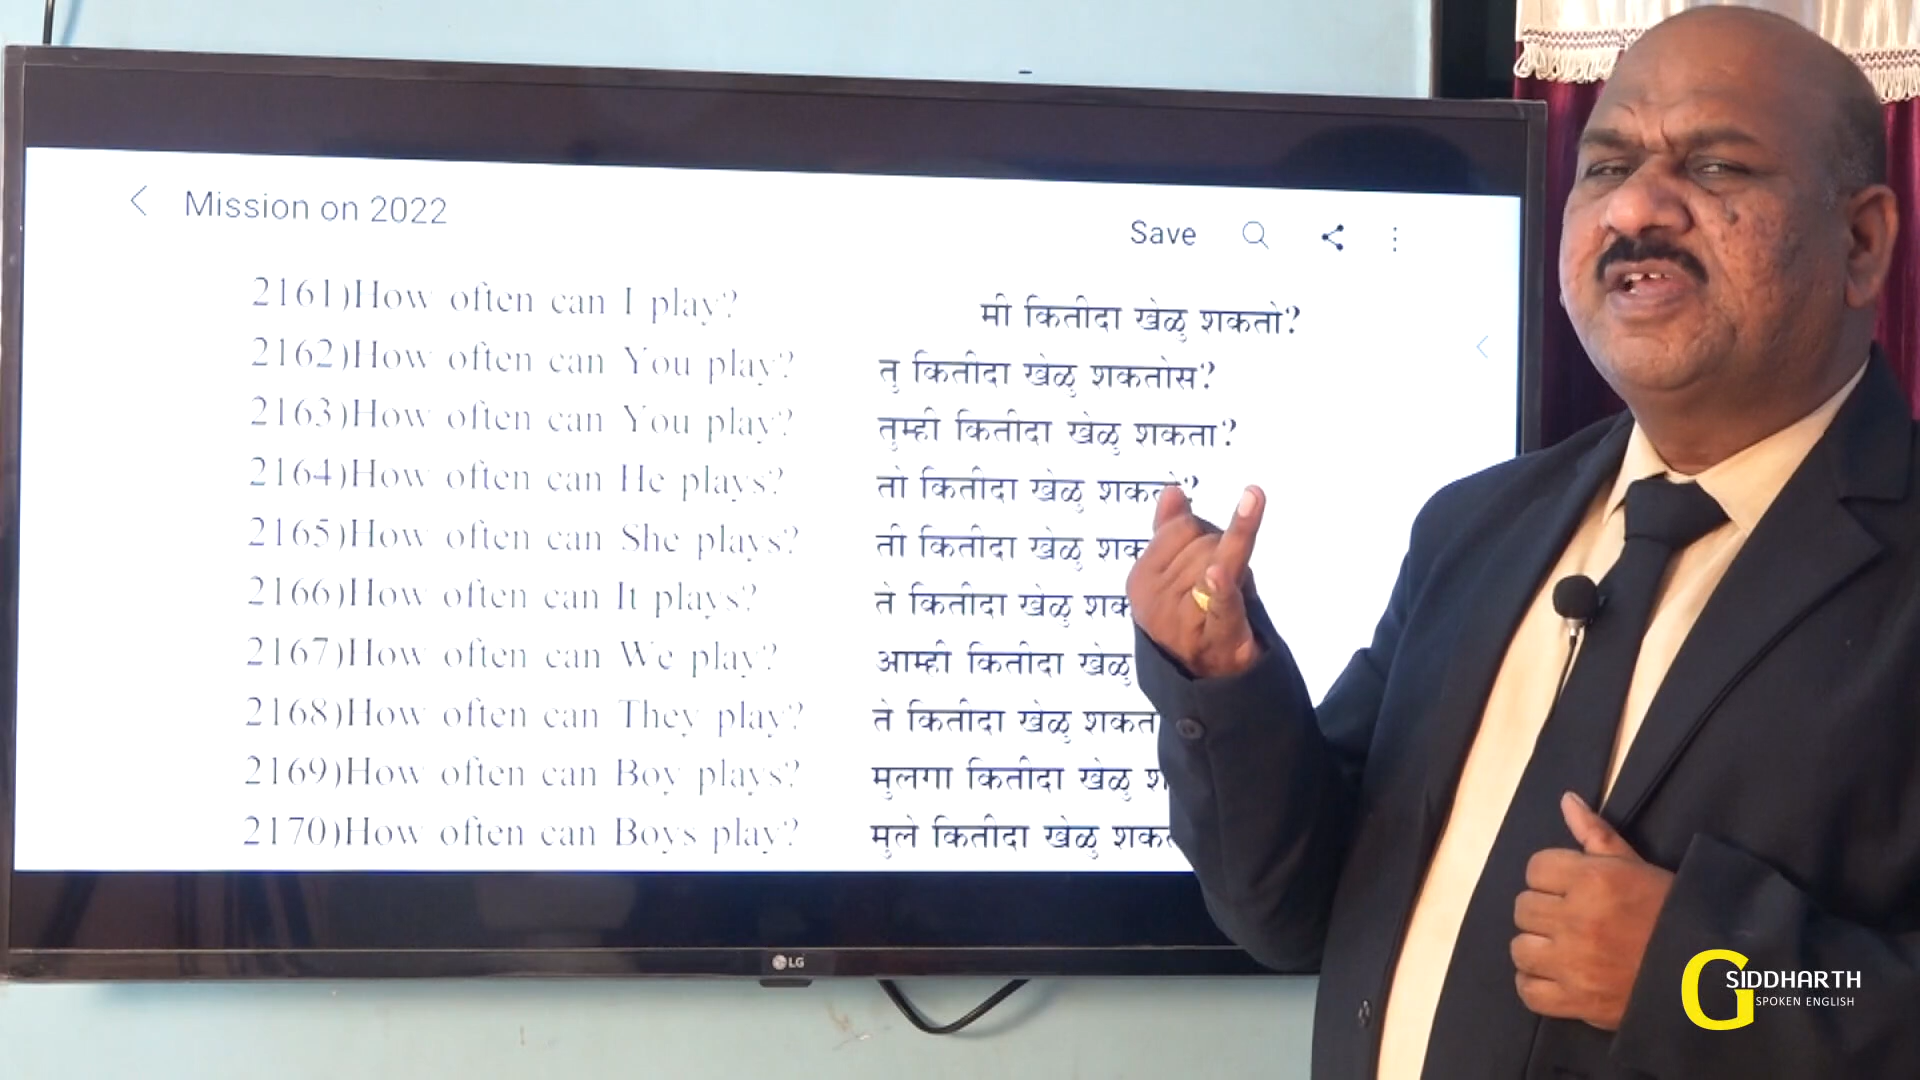 Mission on 2022
Save
2161)How often can I play? मी कितीदा खेळु शकतो?
2162)How often can You play? तु कितीदा खेळु शकतोस?
2163)How often can You play? तुम्ही कितीदा खेळु शकता?
2164)How often can He plays? तो कितीदा खेळु
2165)How often can She plays? ती कितीदा खेळु
2166)How often can It plays? ते कितीदा खेळु
2167)How often can We play? आम्ही कितीदा खेळु
2168)How often can They play? ते कितीदा खेळु
2169)How often can Boy plays? मुलगा कितीदा खेळु
2170)How often can Boys play? मुले कितीदा खेळु
LG
G SIDDHARTH
SPOKEN ENGLISH